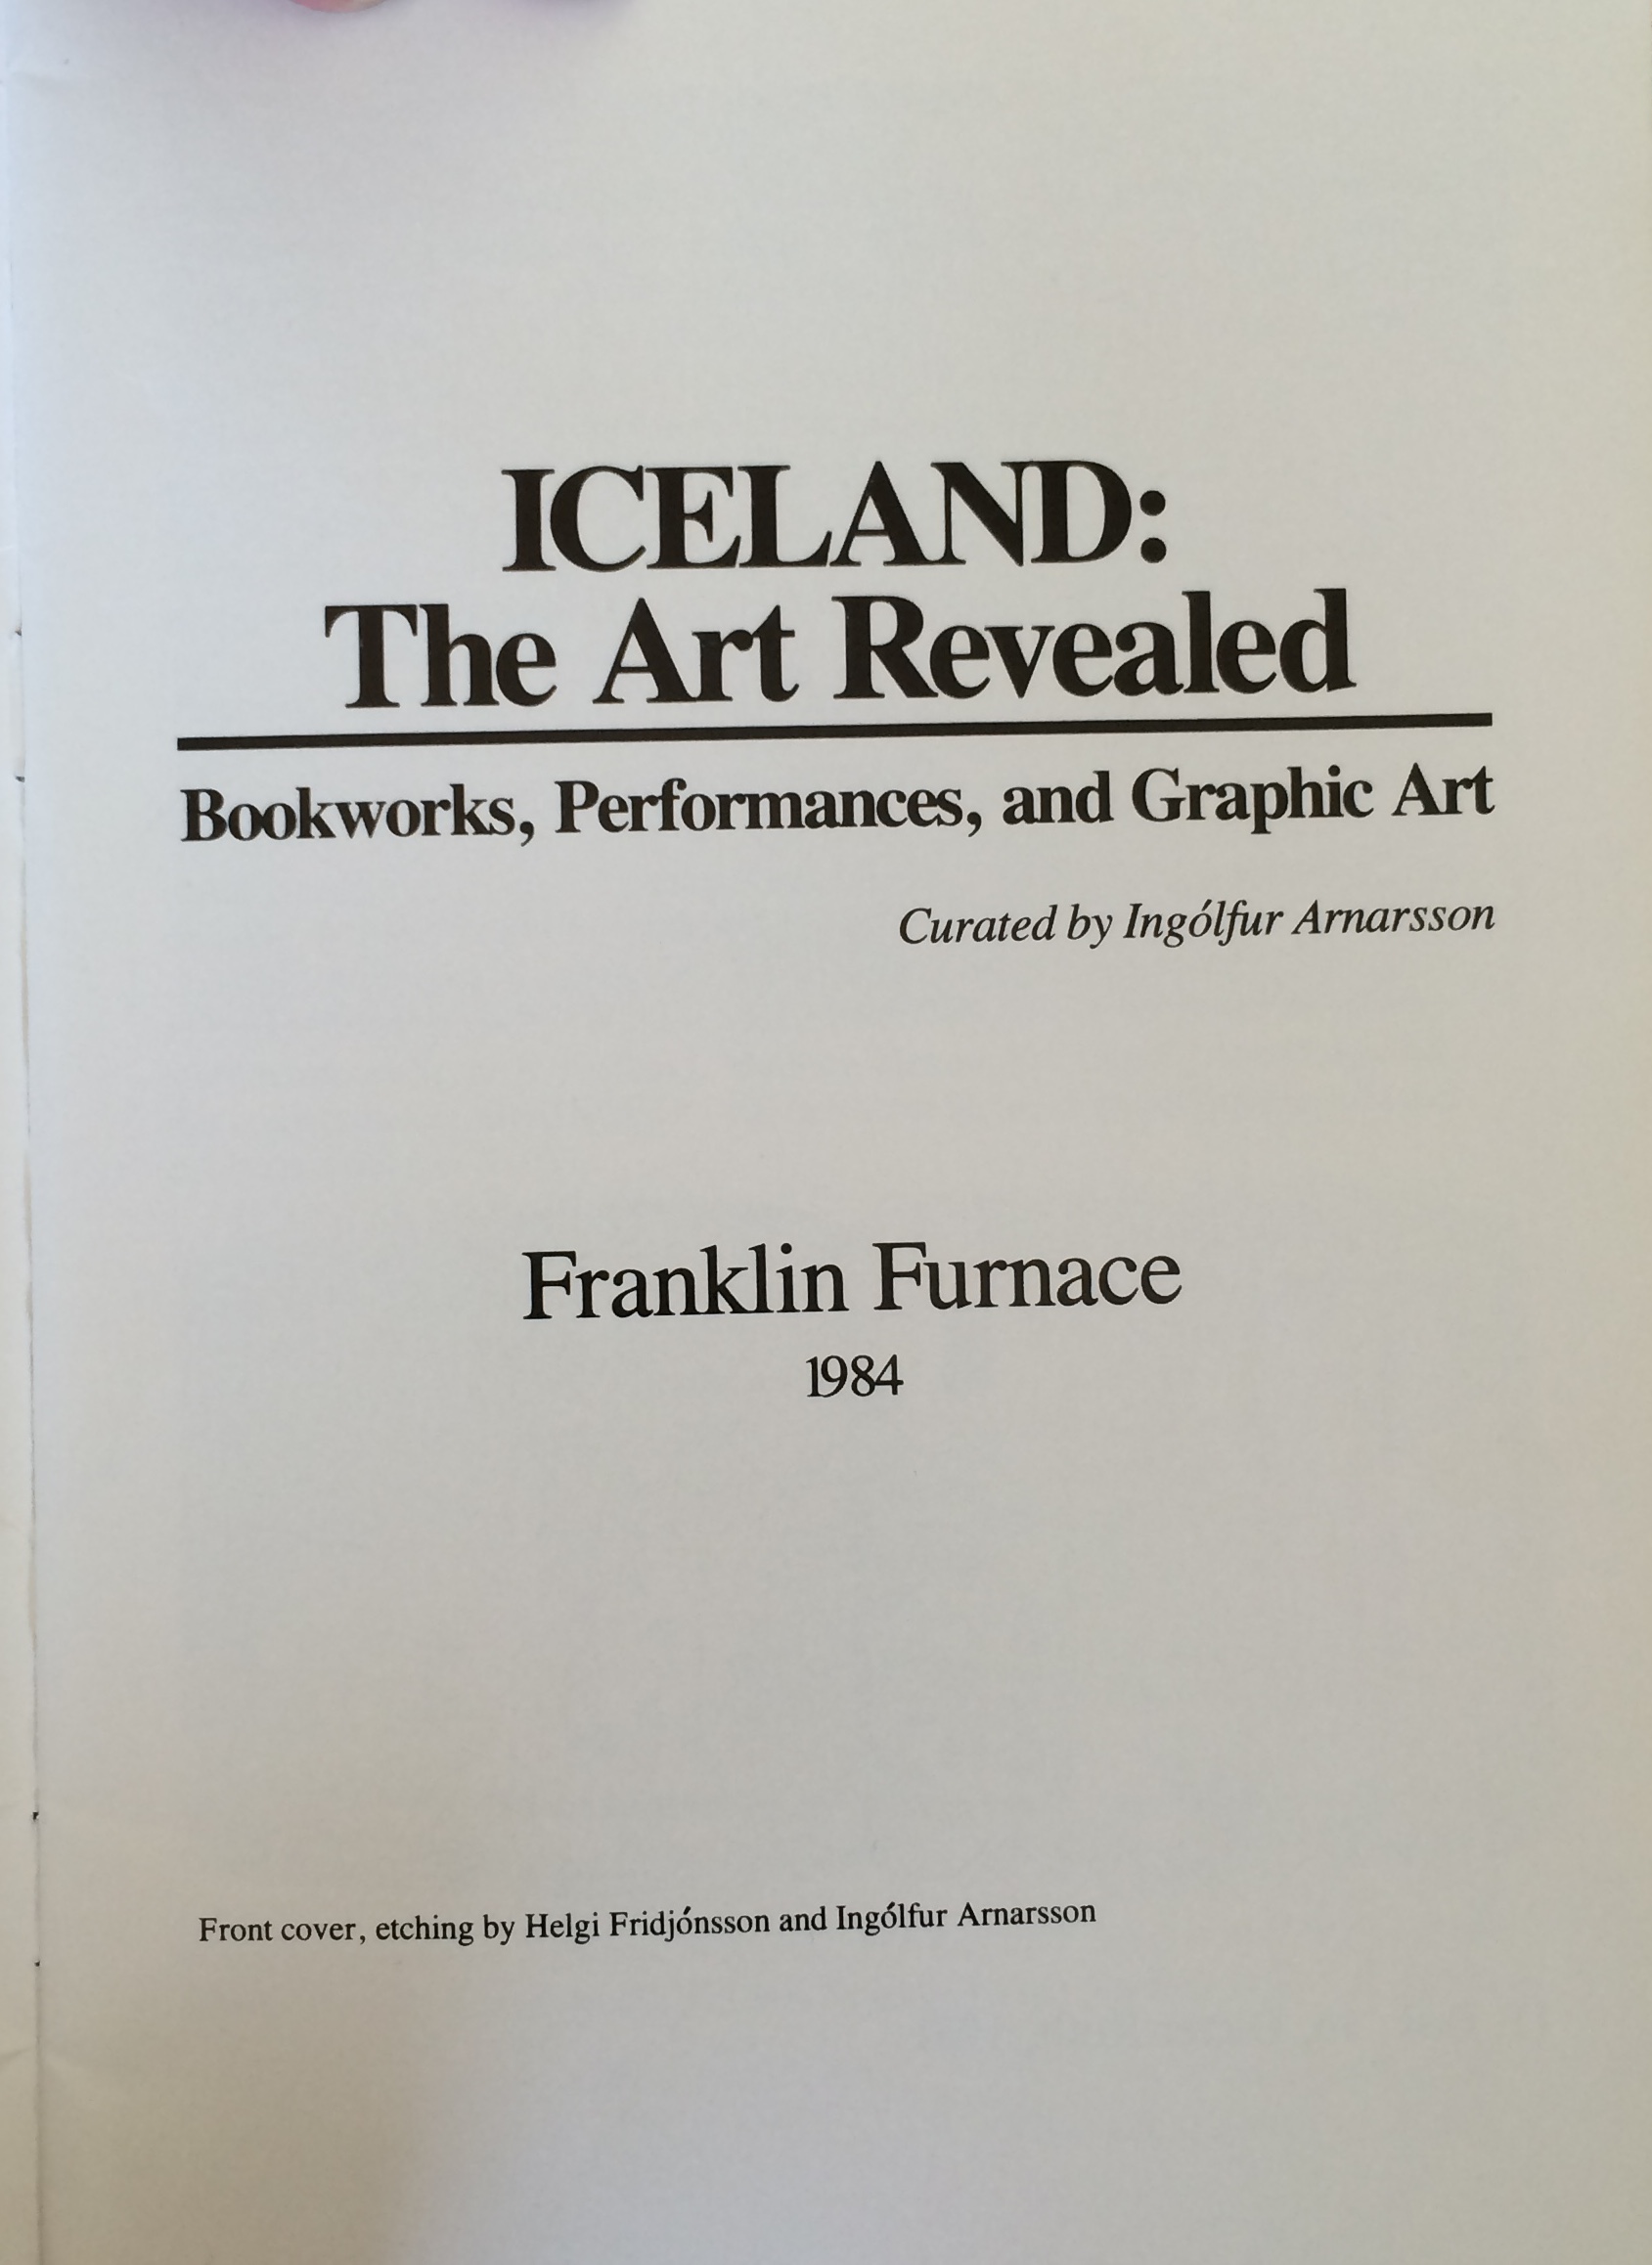 ICELAND:
The Art Revealed
Bookworks, Performances, and Graphic Art
Curated by Ingólfur Arnarsson
Franklin Furnace
1984
Front cover, etching by Helgi Fridjónsson and Ingólfur Arnarsson